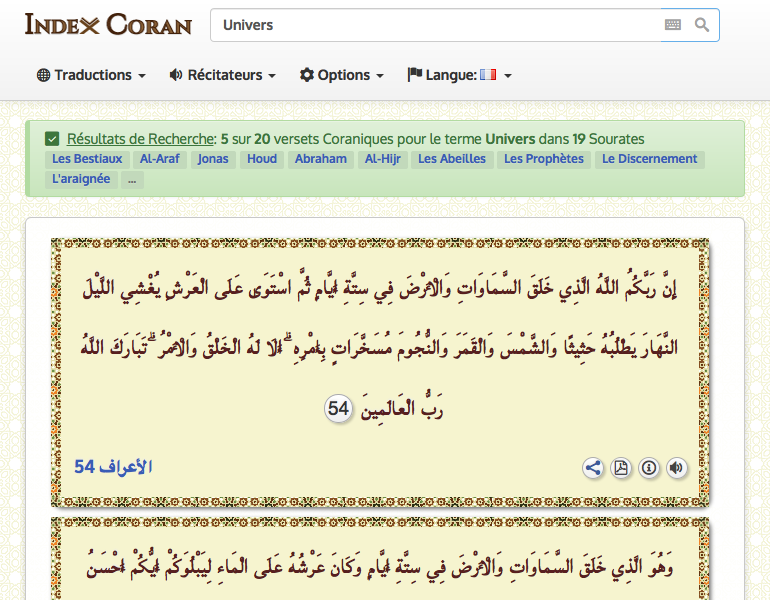 INDEX CORAN
Univers
Traductions
Récitateurs
Options
Langue:
Résultats de Recherche: 5 sur 20 versets Coraniques pour le terme Univers dans 19 Sourates
Les Bestiaux Al-Araf Jonas Houd Abraham Al-Hijr Les Abeilles Les Prophètes Le Discernement
L'araignée ...
إِنَّ رَبَّكُمُ اللَّهُ الَّذِي خَلَقَ السَّمَاوَاتِ وَالْأَرْضَ فِي سِتَّةِ أَيَّامٍ ثُمَّ اسْتَوَى عَلَى الْعَرْشِ يُغْشِي اللَّيْلَ
النَّهَارَ يَطْلُبُهُ حَثِيثًا وَالشَّمْسَ وَالْقَمَرَ وَالنُّجُومَ مُسَخَّرَاتٍ بِأَمْرِهِ ۗ أَلَا لَهُ الْخَلْقُ وَالْأَمْرُ ۗ تَبَارَكَ اللَّهُ
رَبُّ الْعَالَمِينَ 54
الأعراف 54
وَهُوَ الَّذِي خَلَقَ السَّمَاوَاتِ وَالْأَرْضَ فِي سِتَّةِ أَيَّامٍ وَكَانَ عَرْشُهُ عَلَى الْمَاءِ لِيَبْلُوَكُمْ أَيُّكُمْ أَحْسَنُ